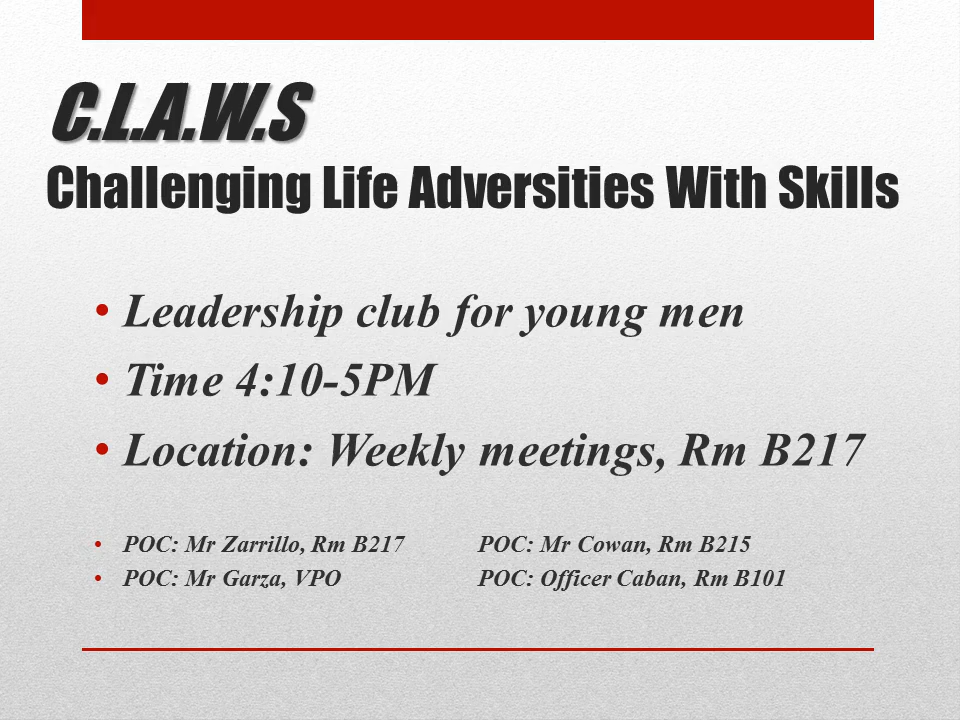 C.L.A.W.S
Challenging Life Adversities With Skills
• Leadership club for young men
• Time 4:10-5PM
• Location: Weekly meetings, Rm B217
• POC: Mr Zarrillo, Rm B217 POC: Mr Cowan, Rm B215
• POC: Mr Garza, VPO POC: Officer Caban, Rm B101